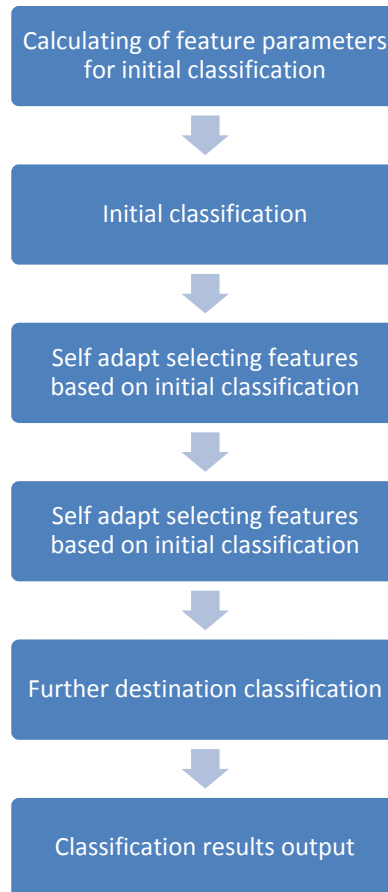 Calculating of feature parameters
for initial classification
Initial classification
Self adapt selecting features
based on initial classification
Self adapt selecting features
based on initial classification
Further destination classification
Classification results output